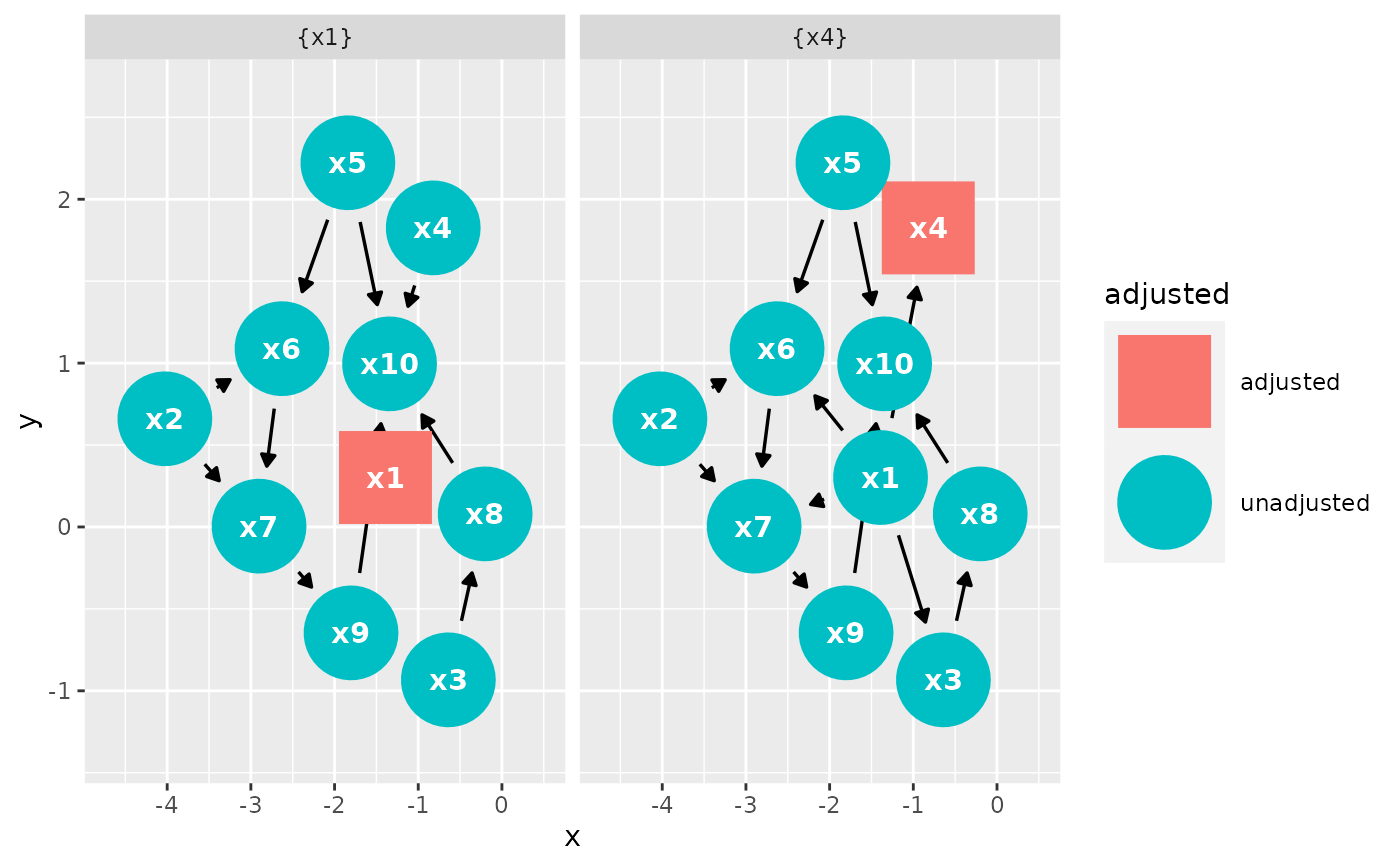 {x1}
{x4}
x5
x4
x6
x10
x2
x1
x7
x8
x9
x3
x5
x4
x6
x10
x2
x1
x7
x8
x9
x3
2
1
0
-1
y
-4 -3 -2 -1 0
-4 -3 -2 -1 0
x
adjusted
adjusted
unadjusted